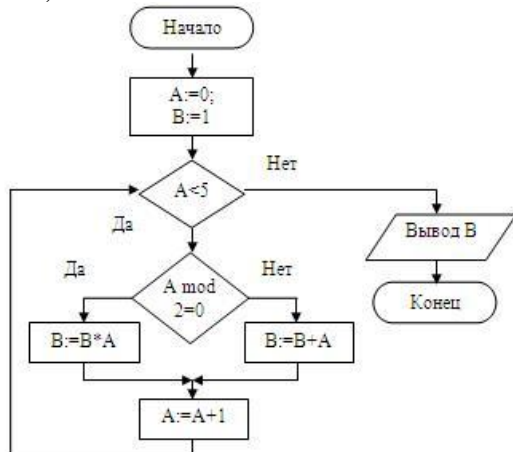 Начало
A:=0;
B:=1
A<5
Нет
Да
Вывод B
Да
A mod
2=0
Нет
Конец
B:=B*A
B:=B+A
A:=A+1